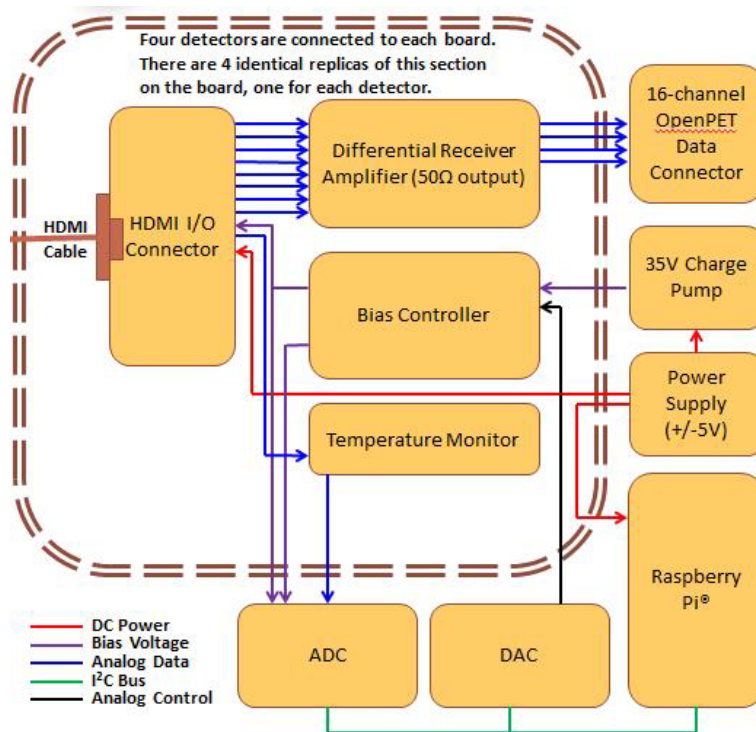 Four detectors are connected to each board.
There are 4 identical replicas of this section
on the board, one for each detector.
HDMI
Cable
HDMI I/O
Connector
Differential Receiver
Amplifier (50Ω output)
16-channel
OpenPET
Data
Connector
Bias Controller
35V Charge
Pump
Power
Supply
(+/-5V)
Temperature Monitor
Raspberry
Pi®
ADC
DAC
DC Power
Bias Voltage
Analog Data
I²C Bus
Analog Control